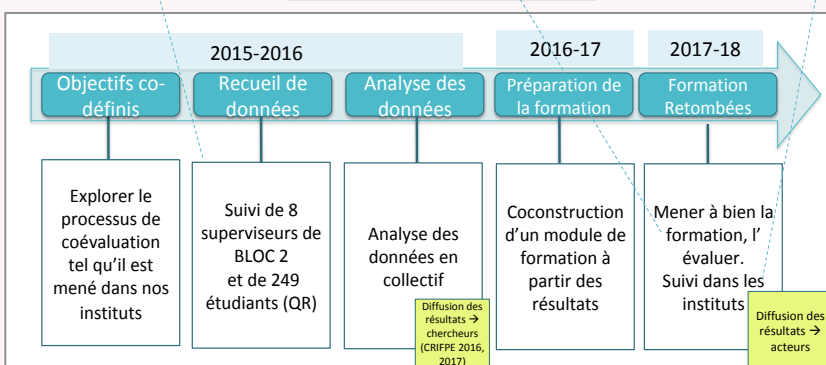 2015-2016
2016-17
2017-18
Objectifs co-
définis
Recueil de
données
Analyse des
données
Préparation de
la formation
Formation
Retombées
Explorer le
processus de
coévaluation
tel qu'il est
mené dans nos
instituts
Suivi de 8
superviseurs de
BLOC 2
et de 249
étudiants (QR)
Analyse des
données en
collectif
Diffusion des
résultats →
chercheurs
(CRIFPE 2016,
2017)
Coconstruction
d'un module de
formation à
partir des
résultats
Mener à bien la
formation, l'
évaluer.
Suivi dans les
instituts
Diffusion des
résultats →
acteurs